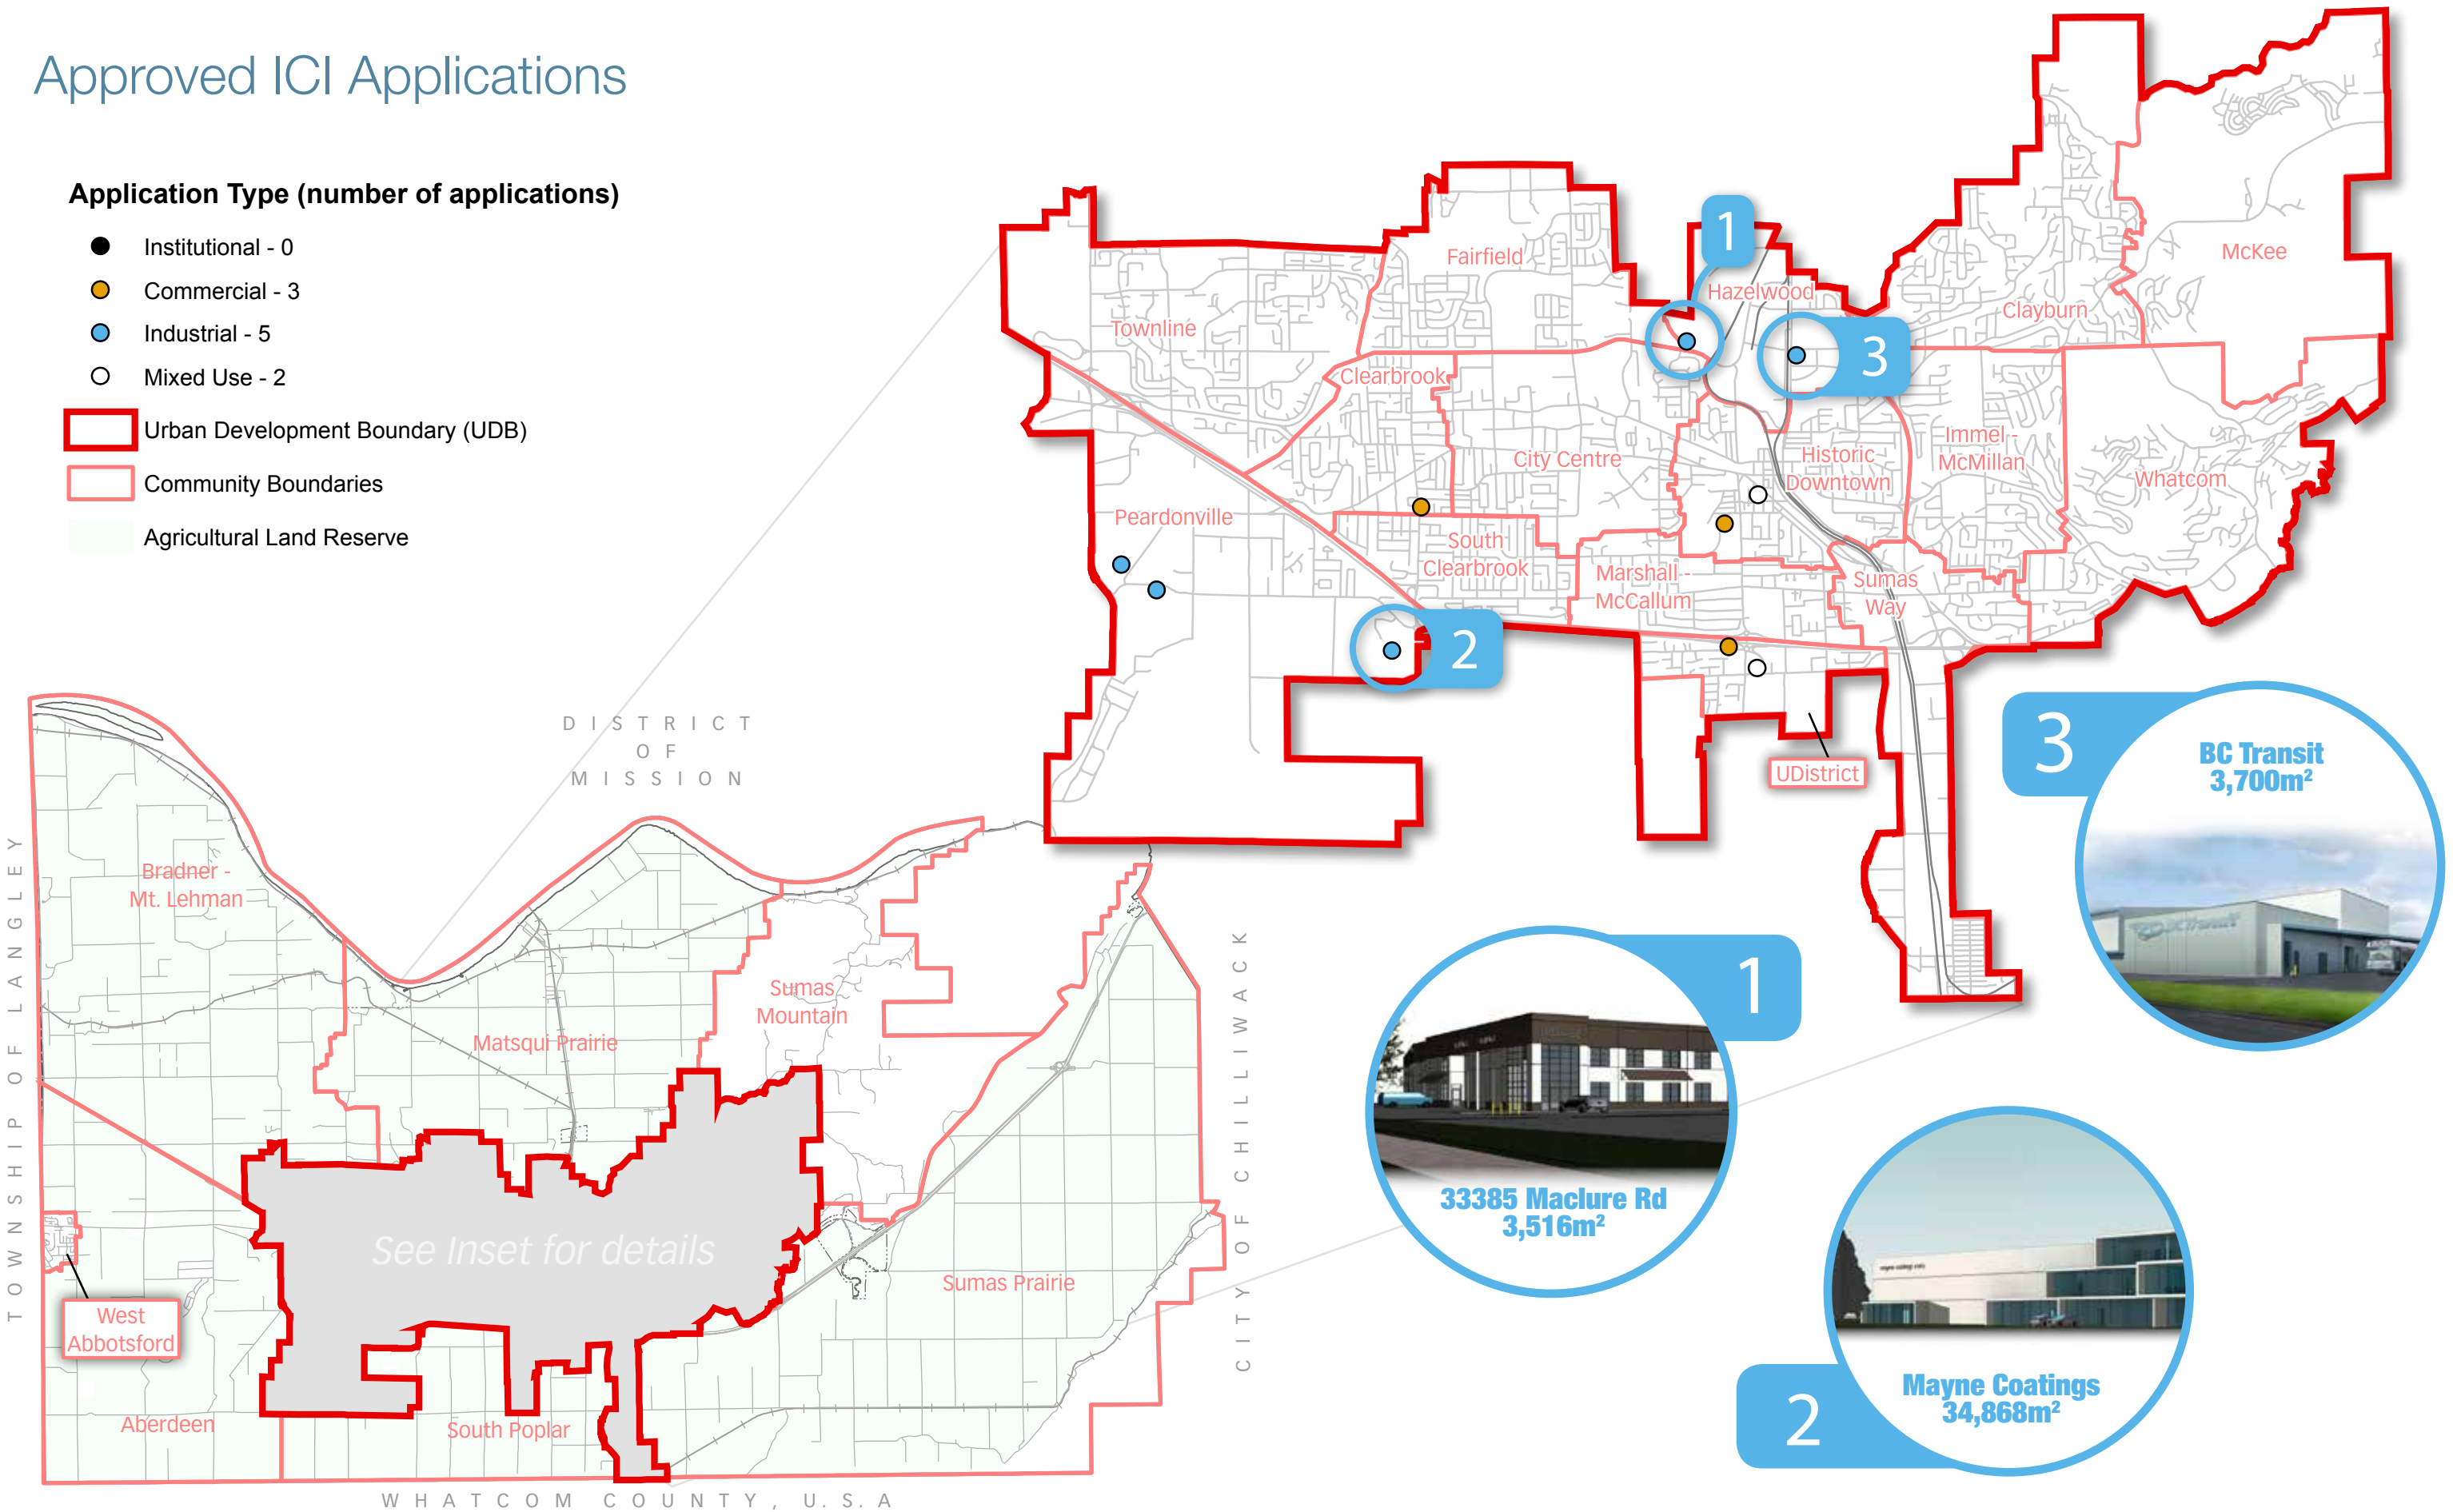 Approved ICI Applications
Application Type (number of applications)
Institutional - 0
Commercial - 3
Industrial - 5
Mixed Use - 2
Urban Development Boundary (UDB)
Community Boundaries
Agricultural Land Reserve
1
Fairfield
Hazelwood
McKee
Townline
Clayburn
3
Clearbrook
City Centre
Historic
Downtown
Immel -
McMillan
Whatcom
Peardonville
South
Clearbrook
Marshall -
McCallum
Sumas
Way
2
UDistrict
DISTRICT
OF
MISSION
TOWNSHIP OF LANGLEY
CITY OF CHILLIWACK
WHATCOM COUNTY, U.S.A
Bradner -
Mt. Lehman
Matsqui Prairie
Sumas
Mountain
See Inset for details
Sumas Prairie
West
Abbotsford
Aberdeen
South Poplar
3
BC Transit
3,700m²
1
33385 Maclure Rd
3,516m²
2
Mayne Coatings
34,868m²